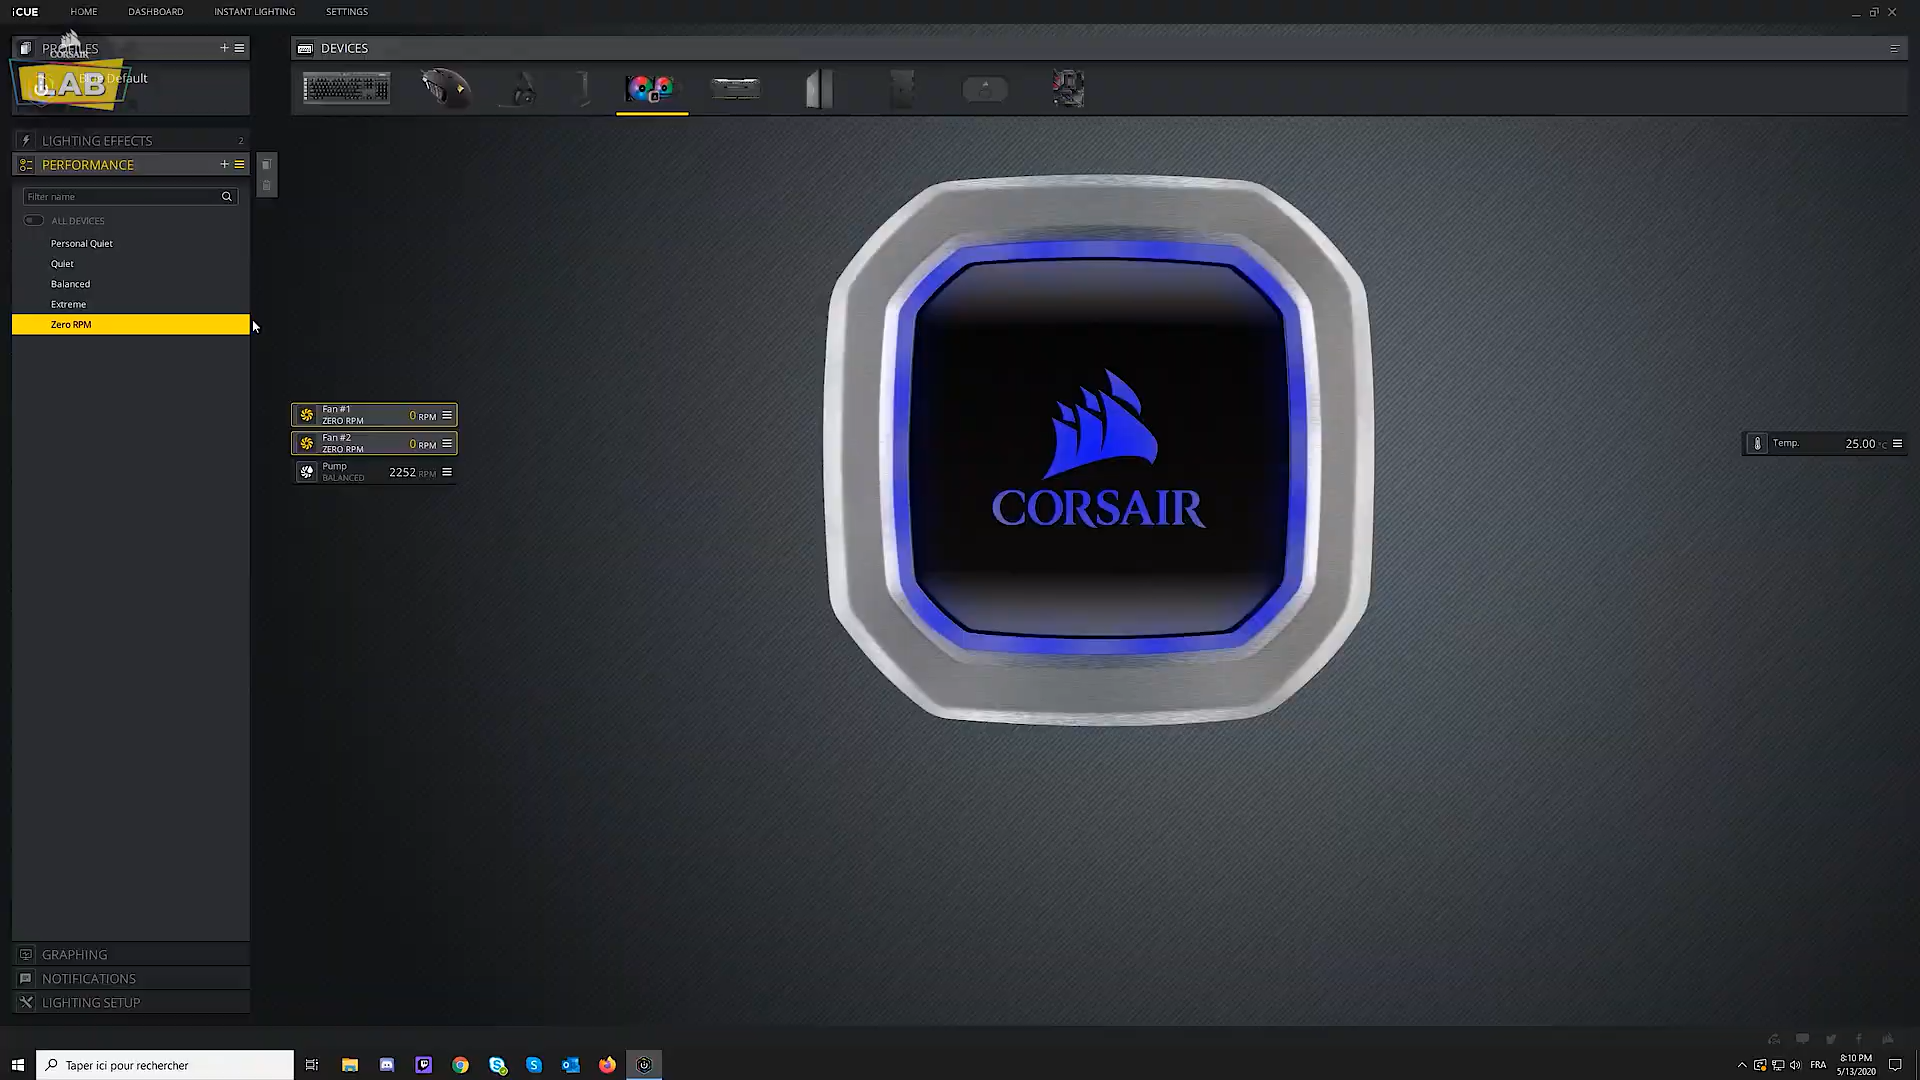 iCUE
HOME
DASHBOARD
INSTANT LIGHTING
SETTINGS
PROFILES
CORSAIR
LAB
Default
DEVICES
LIGHTING EFFECTS
2
PERFORMANCE
Filter name
ALL DEVICES
Personal Quiet
Quiet
Balanced
Extreme
Zero RPM
Fan #1
ZERO RPM
0 RPM
Fan #2
ZERO RPM
0 RPM
Pump
BALANCED
2252 RPM
CORSAIR
Temp.
25.00 °C
GRAPHING
NOTIFICATIONS
LIGHTING SETUP
Taper ici pour rechercher
FRA
8:10 PM
5/13/2020